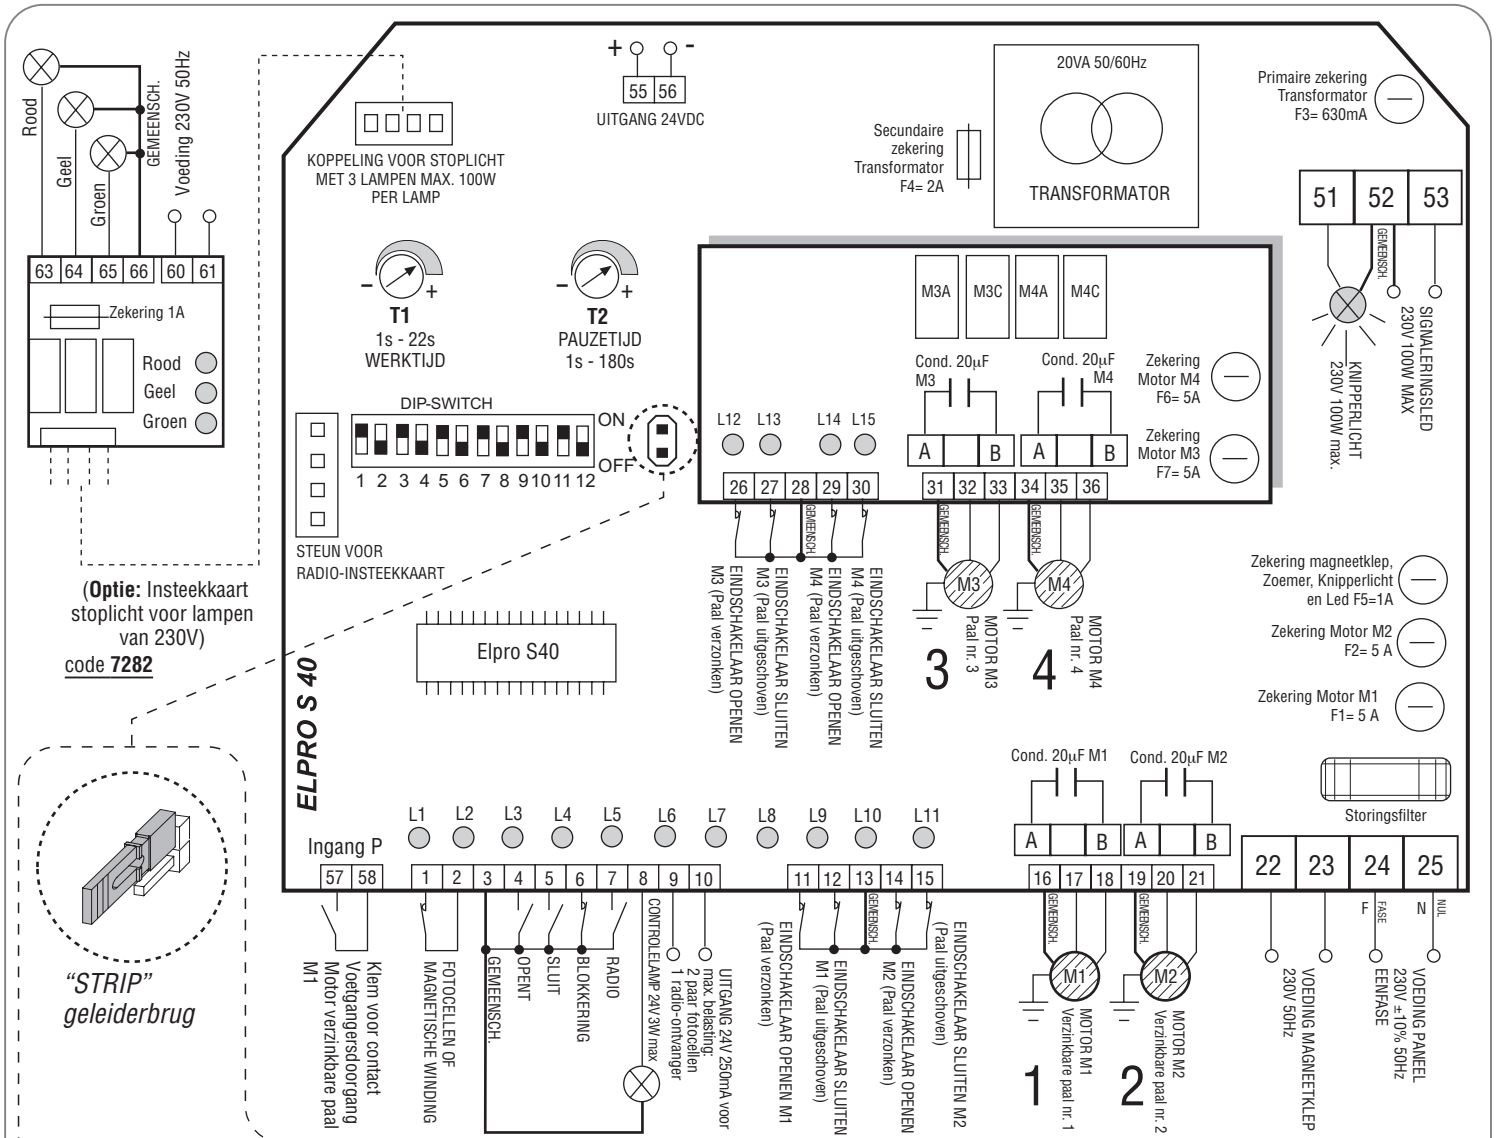 Rood
Geel
Groen
GEMEENSCH.
Voeding 230V 50Hz
63 64 65 66 60 61
Zekering 1A
Rood
Geel
Groen
(Optie: Insteekkaart
stoplicht voor lampen
van 230V)
code 7282
"STRIP"
geleiderbrug
KOPPELING VOOR STOPLICHT
MET 3 LAMPEN MAX. 100W
PER LAMP
+ -
55 56
UITGANG 24VDC
20VA 50/60Hz
TRANSFORMATOR
Secundaire
zekering
Transformator
F4= 2A
Primaire zekering
Transformator
F3= 630mA
51 52 53
GEMEENSCH.
KNIPPERLICHT
230V 100W max.
SIGNALERINGSLED
230V 100W MAX
- +
T1
1s - 22s
WERKTIJD
- +
T2
PAUZETIJD
1s - 180s
DIP-SWITCH
ON
OFF
1 2 3 4 5 6 7 8 9 10 11 12
STEUN VOOR
RADIO-INSTEEKKAART
M3A M3C M4A M4C
Cond. 20µF
M3
Cond. 20µF
M4
A B A B
Zekering
Motor M4
F6= 5A
Zekering
Motor M3
F7= 5A
L12 L13 L14 L15
26 27 28 29 30
31 32 33 34 35 36
GEMEENSCH.
GEMEENSCH.
GEMEENSCH.
EINDSCHAKELAAR OPENEN
M3 (Paal verzonken)
EINDSCHAKELAAR SLUITEN
M3 (Paal uitgeschoven)
EINDSCHAKELAAR OPENEN
M4 (Paal verzonken)
EINDSCHAKELAAR SLUITEN
M4 (Paal uitgeschoven)
M3
M4
3
MOTOR M3
Paal nr. 3
4
MOTOR M4
Paal nr. 4
Zekering magneetklep,
Zoemer, Knipperlicht
en Led F5=1A
Zekering Motor M2
F2= 5 A
Zekering Motor M1
F1= 5 A
Storingsfilter
Elpro S40
ELPRO S 40
Ingang P
L1 L2 L3 L4 L5 L6 L7 L8 L9 L10 L11
57 58
1 2 3 4 5 6 7 8 9 10
11 12 13 14 15
Cond. 20µF M1
Cond. 20µF M2
A B A B
16 17 18 19 20 21
22 23 24 25
Klem voor contact
Voetgangersdoorgang
Motor verzinkbare paal
M1
FOTOCELLEN OF
MAGNETISCHE WINDING
GEMEENSCH.
OPENT
SLUIT
BLOKKERING
RADIO
CONTROLELAMP 24V 3W max
UITGANG 24V 250mA voor
max. belasting:
2 paar fotocellen
1 radio-ontvanger
EINDSCHAKELAAR OPENEN M1
(Paal verzonken)
EINDSCHAKELAAR SLUITEN
M1 (Paal uitgeschoven)
GEMEENSCH.
EINDSCHAKELAAR OPENEN
M2 (Paal verzonken)
EINDSCHAKELAAR SLUITEN M2
(Paal uitgeschoven)
GEMEENSCH.
GEMEENSCH.
M1
M2
1
MOTOR M1
Verzinkbare paal nr. 1
2
MOTOR M2
Verzinkbare paal nr. 2
VOEDING MAGNEETKLEP
230V 50Hz
F
FASE
N
NUL
VOEDING PANEEL
230V ±10% 50Hz
EENFASE